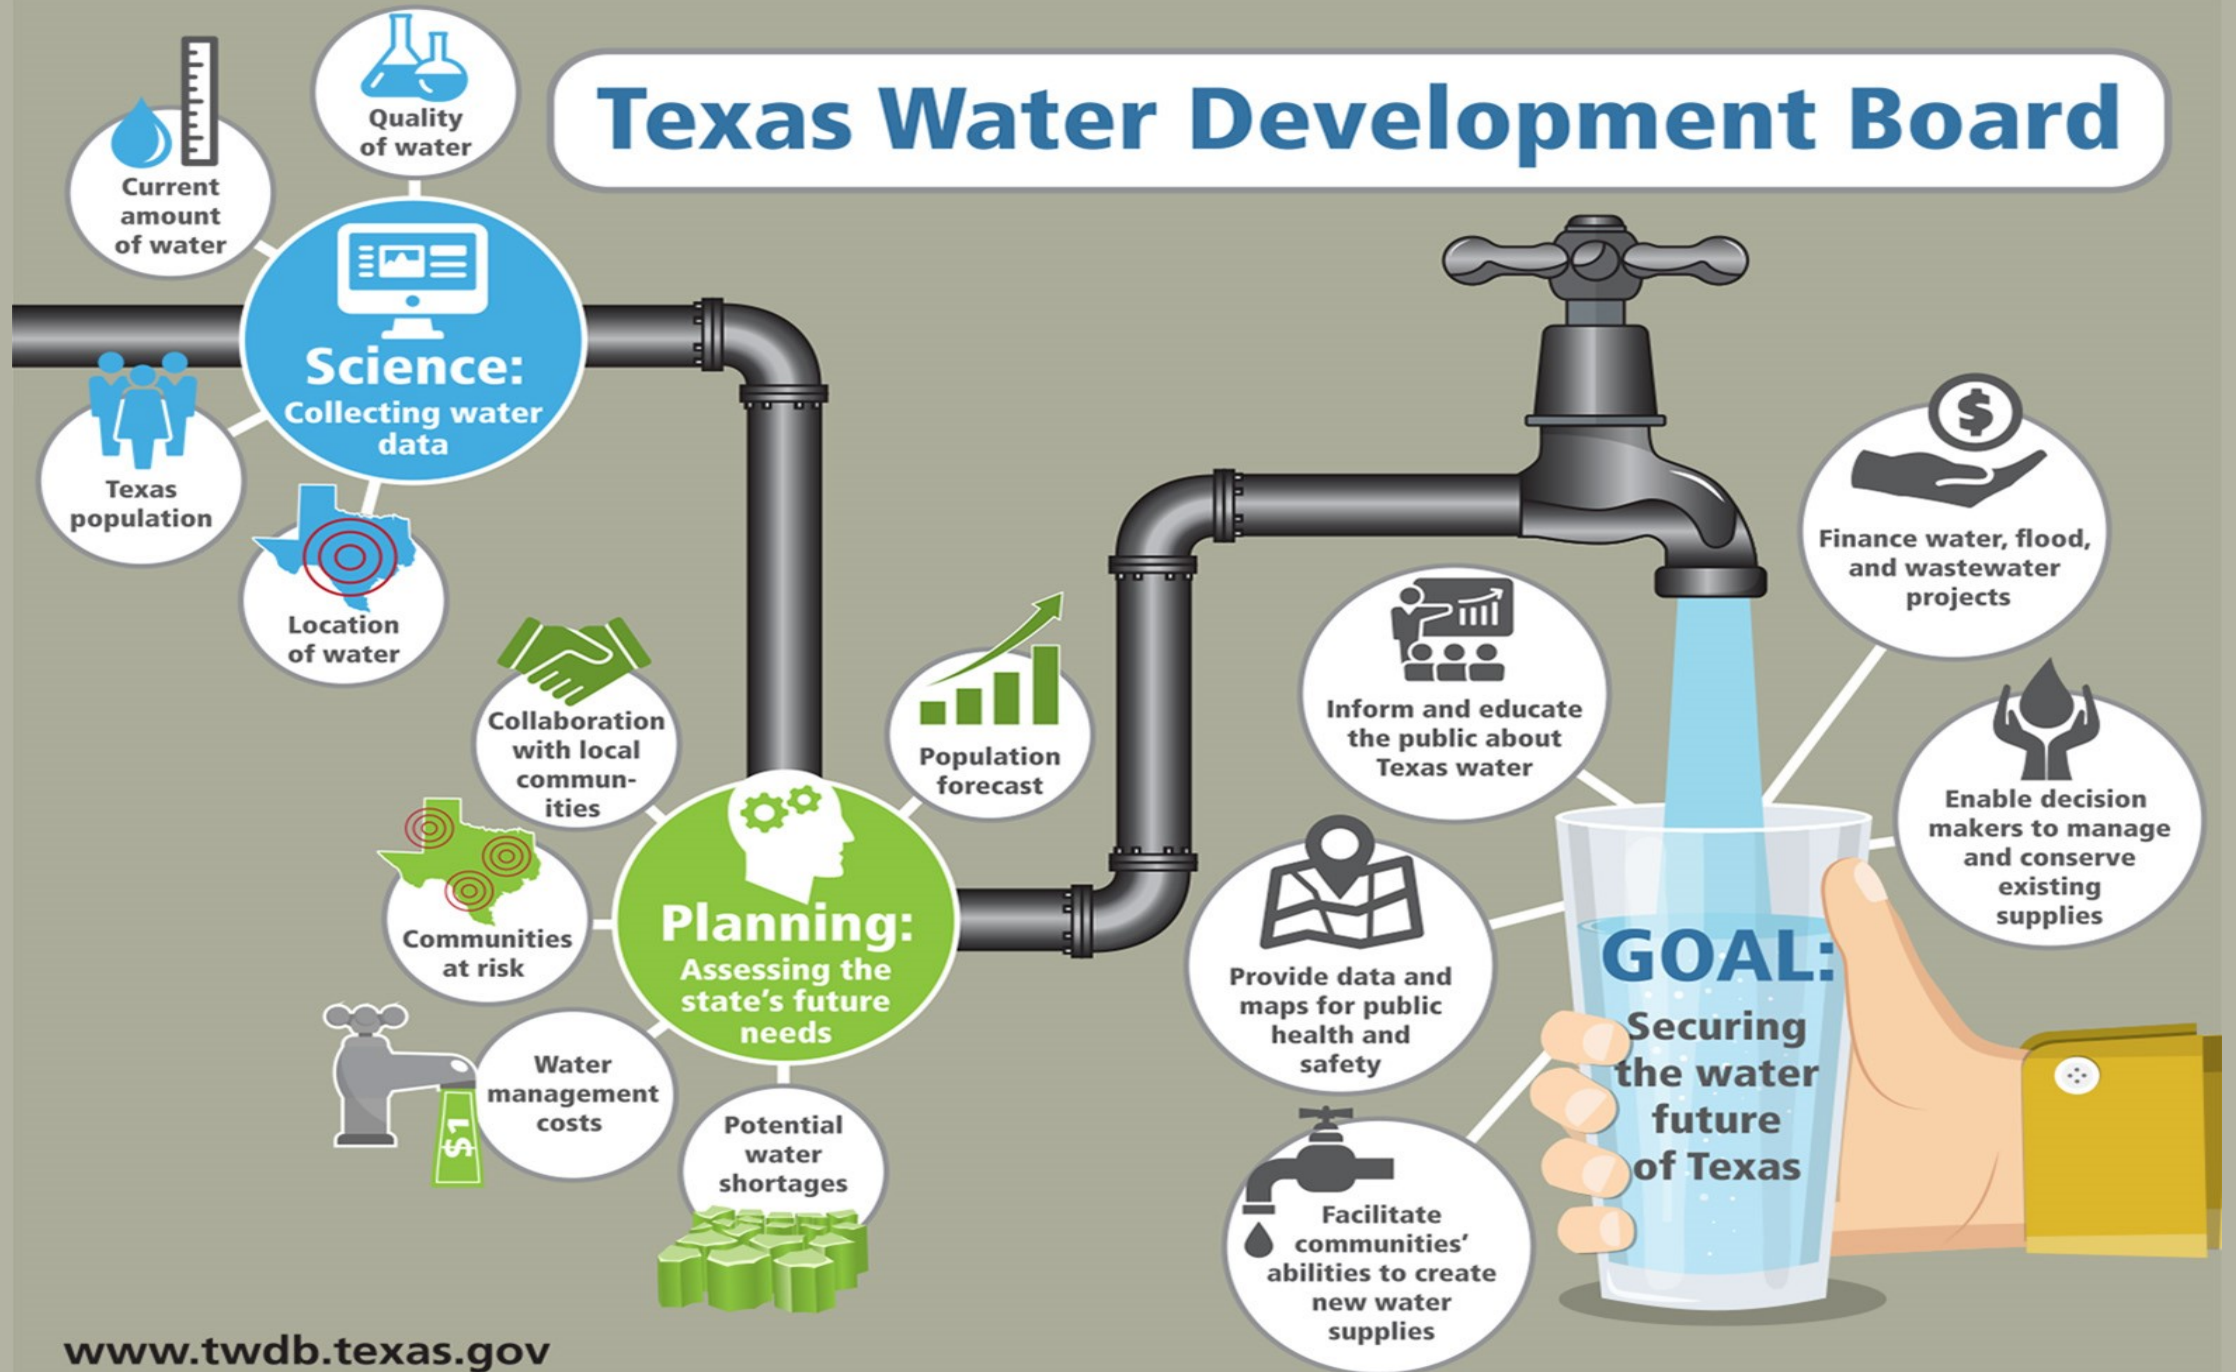 Texas Water Development Board
Quality
of water
Current
amount
of water
Science:
Collecting water
data
Texas
population
Location
of water
Collaboration
with local
commun-
ities
Population
forecast
Communities
at risk
Planning:
Assessing the
state's future
needs
Water
management
costs
$1
Potential
water
shortages
$
Finance water, flood,
and wastewater
projects
Inform and educate
the public about
Texas water
Enable decision
makers to manage
and conserve
existing
supplies
Provide data and
maps for public
health and
safety
Facilitate
communities'
abilities to create
new water
supplies
GOAL:
Securing
the water
future
of Texas
www.twdb.texas.gov